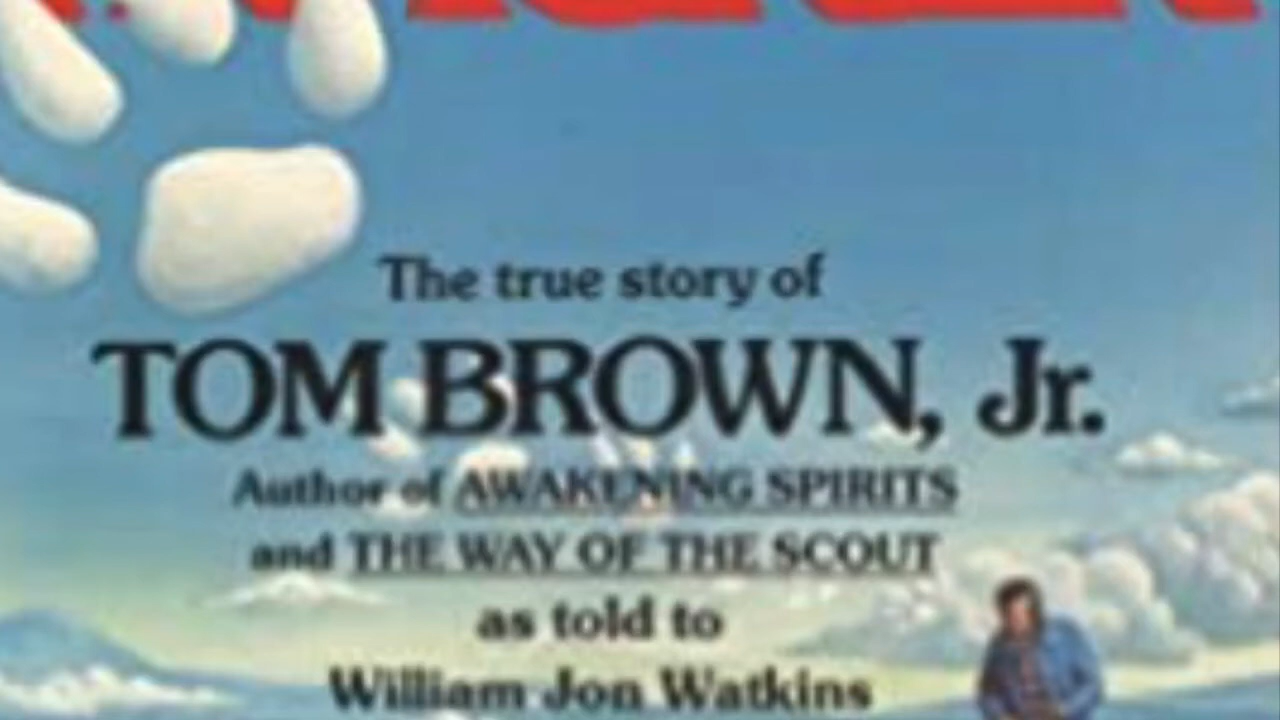 The true story of
TOM BROWN, Jr.
Author of AWAKENING SPIRITS
and THE WAY OF THE SCOUT
as told to
William Jon Watkins